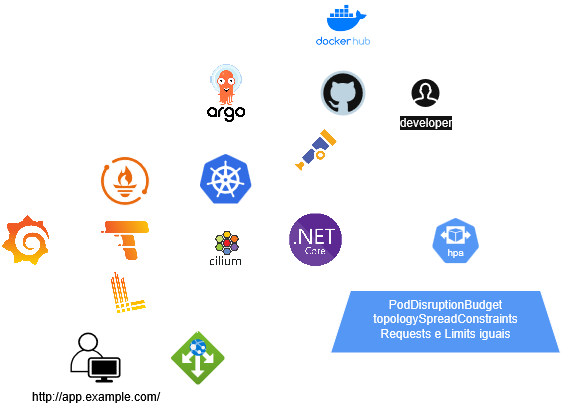 docker hub
argo
developer
.NET
Core
cilium
hpa
PodDisruptionBudget
topologySpreadConstraints
Requests e Limits iguais
http://app.example.com/